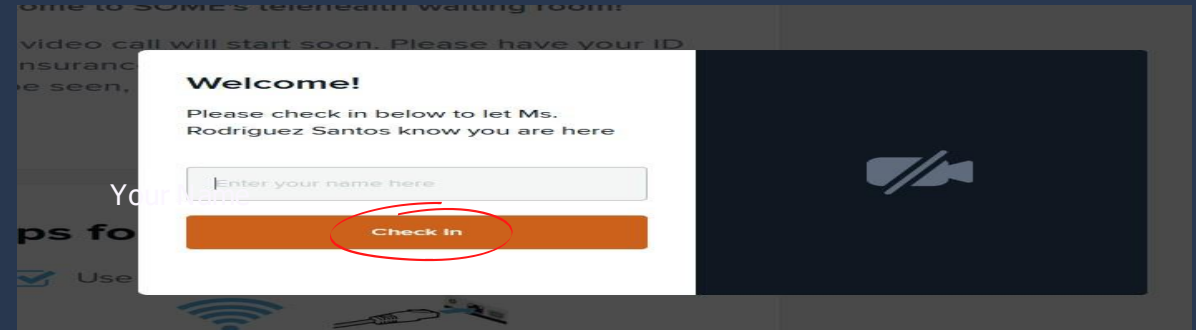 ome to SOME's telehealth waiting room!
video call will start soon. Please have your ID
nsuranc
e seen,
Welcome!
Please check in below to let Ms.
Rodriguez Santos know you are here
Enter your name here
Your Name
Check In
ps fo
Use